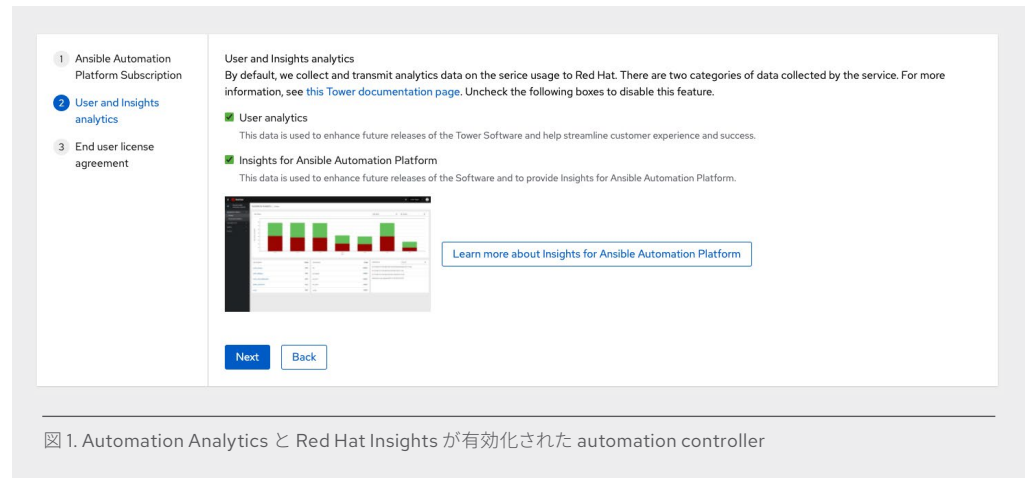 1 Ansible Automation
Platform Subscription
2 User and Insights
analytics
3 End user license
agreement
User and Insights analytics
By default, we collect and transmit analytics data on the serice usage to Red Hat. There are two categories of data collected by the service. For more
information, see this Tower documentation page. Uncheck the following boxes to disable this feature.
User analytics
This data is used to enhance future releases of the Tower Software and help streamline customer experience and success.
Insights for Ansible Automation Platform
This data is used to enhance future releases of the Software and to provide Insights for Ansible Automation Platform.
Learn more about Insights for Ansible Automation Platform
Next
Back
図 1. Automation Analytics と Red Hat Insights が有効化された automation controller